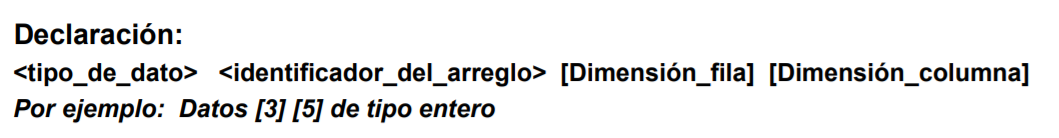 Declaración:
<tipo_de_dato> <identificador_del_arreglo> [Dimensión_fila] [Dimensión_columna]
Por ejemplo: Datos [3] [5] de tipo entero